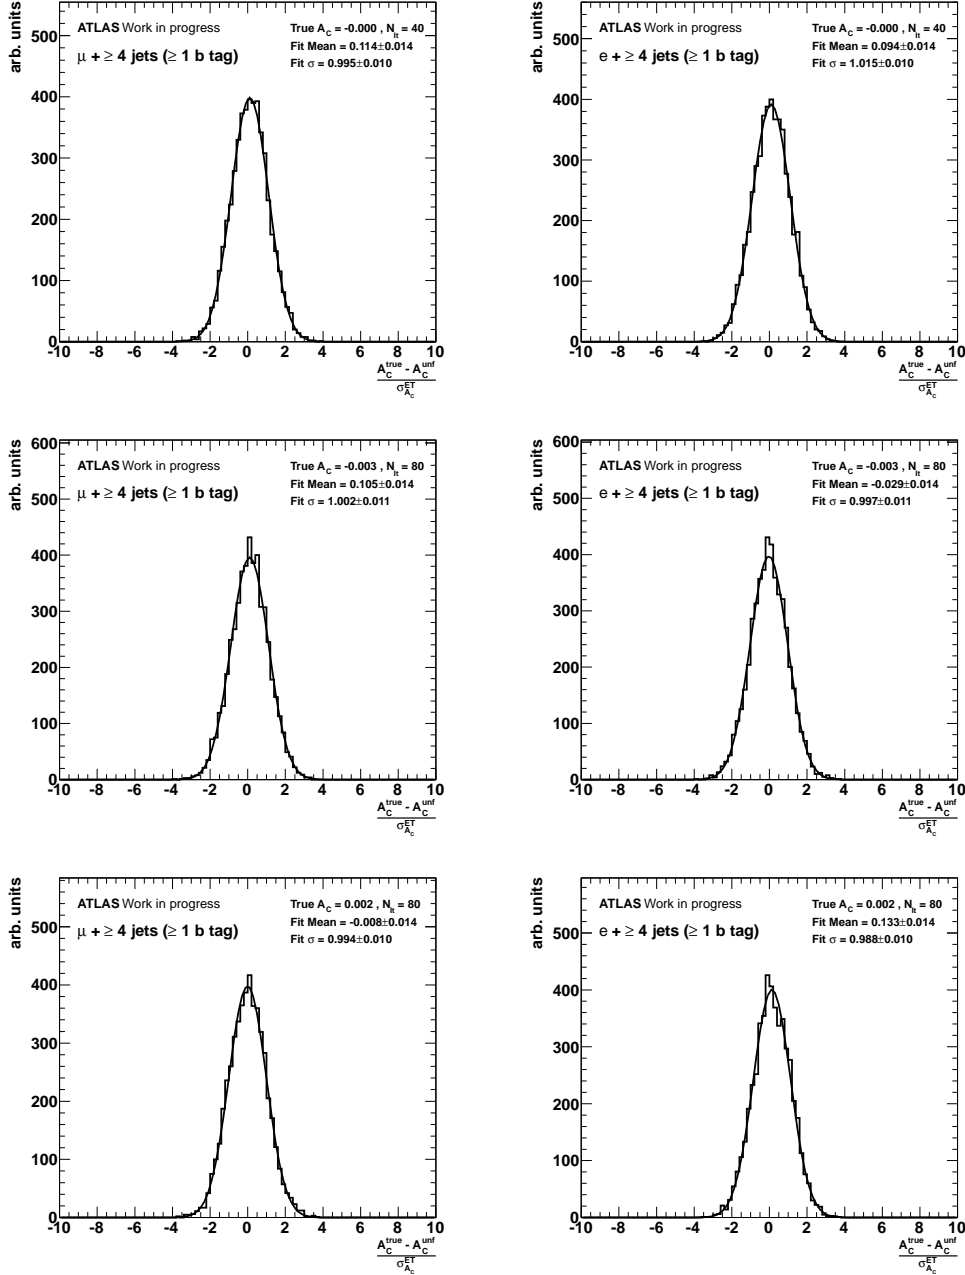 arb. units
500
400
300
200
100
0
ATLAS Work in progress
μ + ≥ 4 jets (≥ 1 b tag)
True A_C = -0.000 , N_It = 40
Fit Mean = 0.114±0.014
Fit σ = 0.995±0.010
-10 -8 -6 -4 -2 0 2 4 6 8 10
A_C^true - A_C^unf
σ_A_C^ET
arb. units
500
400
300
200
100
0
ATLAS Work in progress
e + ≥ 4 jets (≥ 1 b tag)
True A_C = -0.000 , N_It = 40
Fit Mean = 0.094±0.014
Fit σ = 1.015±0.010
-10 -8 -6 -4 -2 0 2 4 6 8 10
A_C^true - A_C^unf
σ_A_C^ET
arb. units
600
500
400
300
200
100
0
ATLAS Work in progress
μ + ≥ 4 jets (≥ 1 b tag)
True A_C = -0.003 , N_It = 80
Fit Mean = 0.105±0.014
Fit σ = 1.002±0.011
-10 -8 -6 -4 -2 0 2 4 6 8 10
A_C^true - A_C^unf
σ_A_C^ET
arb. units
600
500
400
300
200
100
0
ATLAS Work in progress
e + ≥ 4 jets (≥ 1 b tag)
True A_C = -0.003 , N_It = 80
Fit Mean = -0.029±0.014
Fit σ = 0.997±0.011
-10 -8 -6 -4 -2 0 2 4 6 8 10
A_C^true - A_C^unf
σ_A_C^ET
arb. units
500
400
300
200
100
0
ATLAS Work in progress
μ + ≥ 4 jets (≥ 1 b tag)
True A_C = 0.002 , N_It = 80
Fit Mean = -0.008±0.014
Fit σ = 0.994±0.010
-10 -8 -6 -4 -2 0 2 4 6 8 10
A_C^true - A_C^unf
σ_A_C^ET
arb. units
500
400
300
200
100
0
ATLAS Work in progress
e + ≥ 4 jets (≥ 1 b tag)
True A_C = 0.002 , N_It = 80
Fit Mean = 0.133±0.014
Fit σ = 0.988±0.010
-10 -8 -6 -4 -2 0 2 4 6 8 10
A_C^true - A_C^unf
σ_A_C^ET